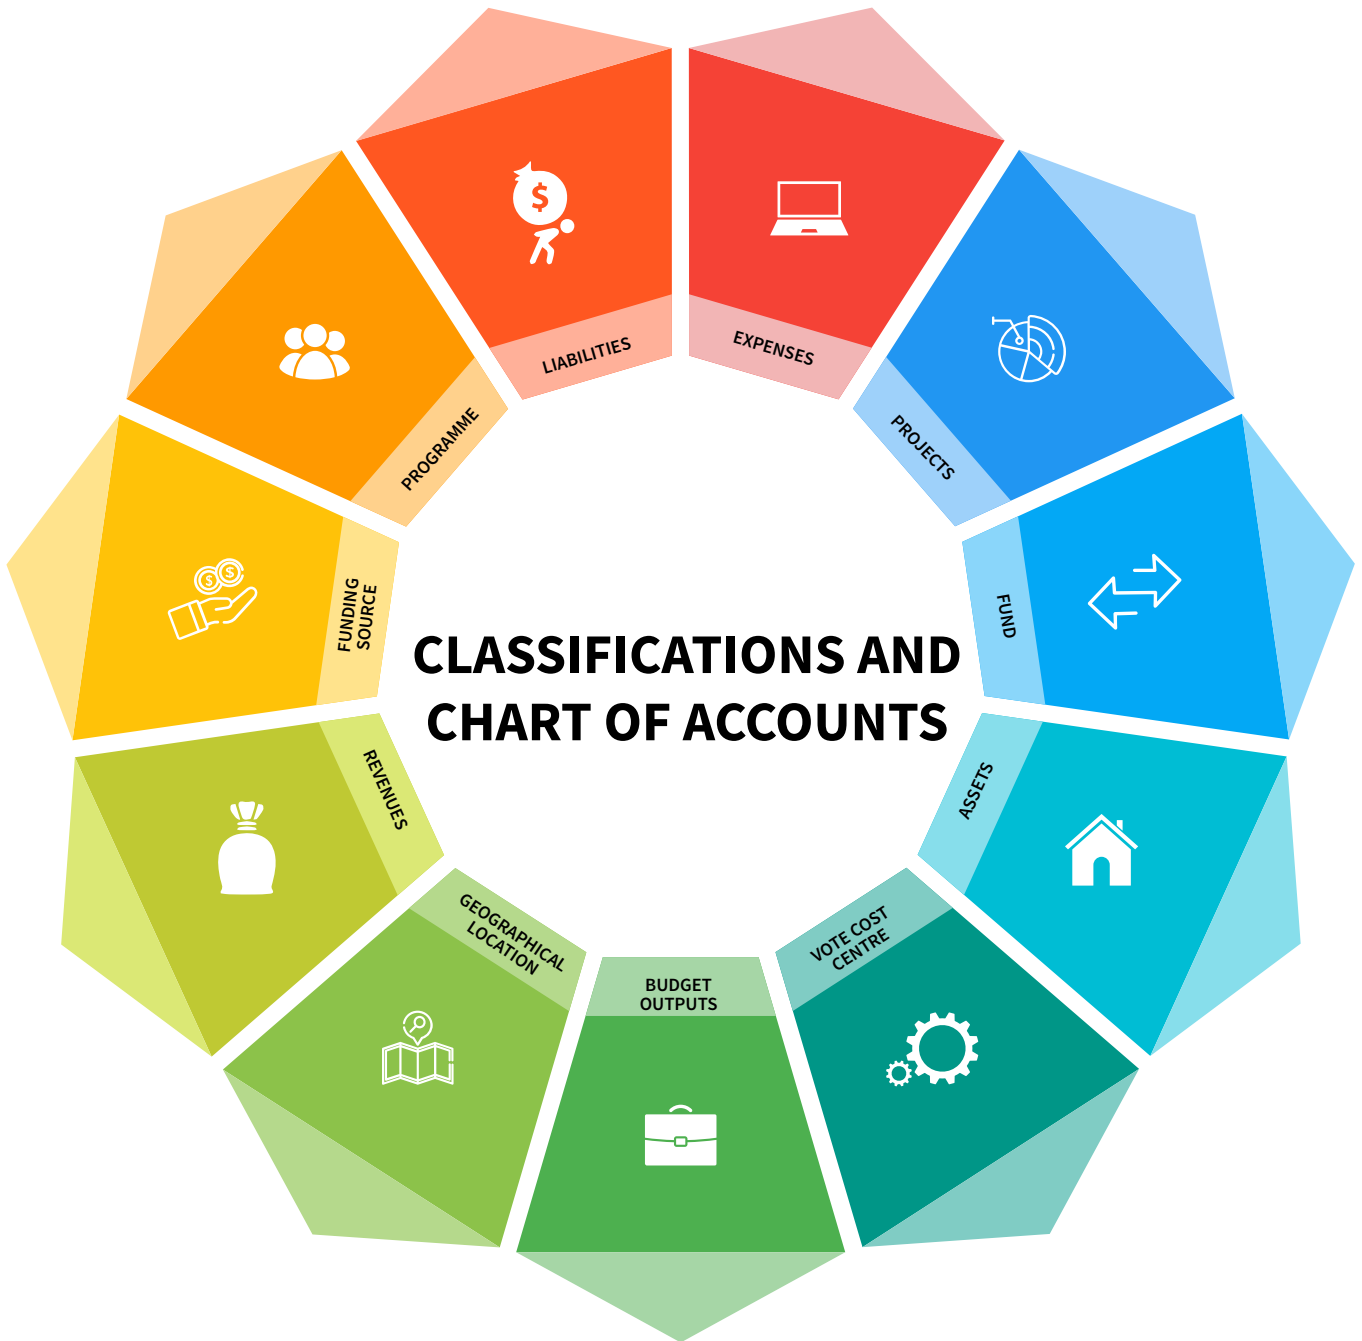 LIABILITIES
EXPENSES
PROJECTS
FUND
ASSETS
VOTE COST
CENTRE
BUDGET
OUTPUTS
GEOGRAPHICAL
LOCATION
REVENUES
FUNDING
SOURCE
PROGRAMME
CLASSIFICATIONS AND
CHART OF ACCOUNTS
$
$
$